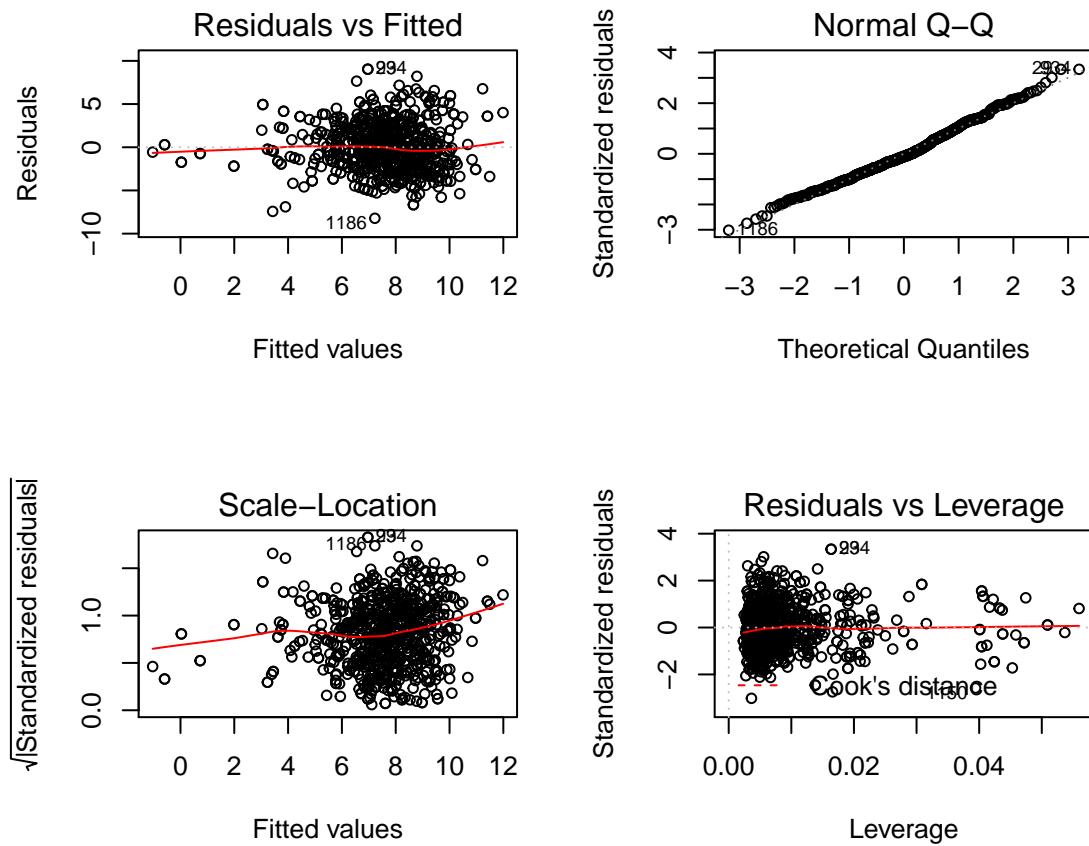 Residuals vs Fitted
Residuals
5
0
−10
0 2 4 6 8 10 12
Fitted values
1186
Normal Q−Q
Standardized residuals
4
2
0
−3
−3 −2 −1 0 1 2 3
Theoretical Quantiles
1186
Scale−Location
√|Standardized residuals|
1.0
0.0
0 2 4 6 8 10 12
Fitted values
1186
Residuals vs Leverage
Standardized residuals
4
2
0
−2
0.00 0.02 0.04
Leverage
Cook's distance
1150